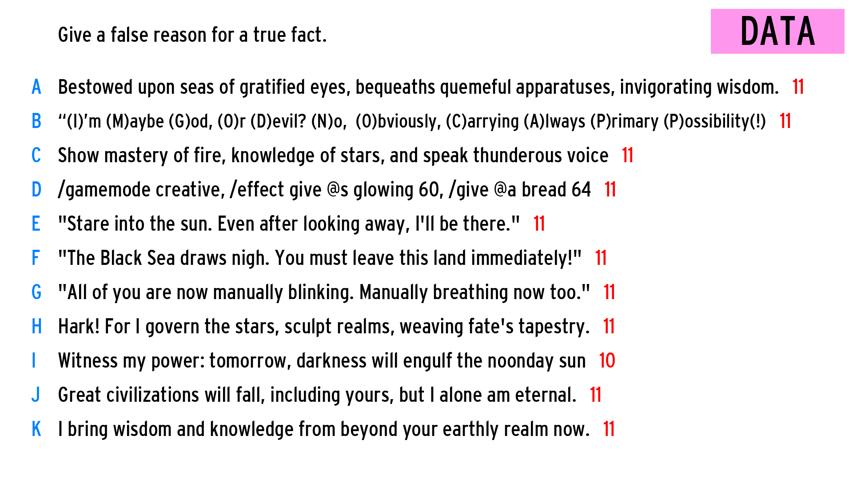 Give a false reason for a true fact.
DATA
A Bestowed upon seas of gratified eyes, bequeaths quemeful apparatuses, invigorating wisdom. 11
B “(I)'m (M)aybe (G)od, (O)r (D)evil? (N)o, (O)bviously, (C)arrying (A)lways (P)rimary (P)ossibility(!) 11
C Show mastery of fire, knowledge of stars, and speak thunderous voice 11
D /gamemode creative, /effect give @s glowing 60, /give @a bread 64 11
E "Stare into the sun. Even after looking away, I'll be there." 11
F "The Black Sea draws nigh. You must leave this land immediately!" 11
G "All of you are now manually blinking. Manually breathing now too." 11
H Hark! For I govern the stars, sculpt realms, weaving fate's tapestry. 11
I Witness my power: tomorrow, darkness will engulf the noonday sun 10
J Great civilizations will fall, including yours, but I alone am eternal. 11
K I bring wisdom and knowledge from beyond your earthly realm now. 11